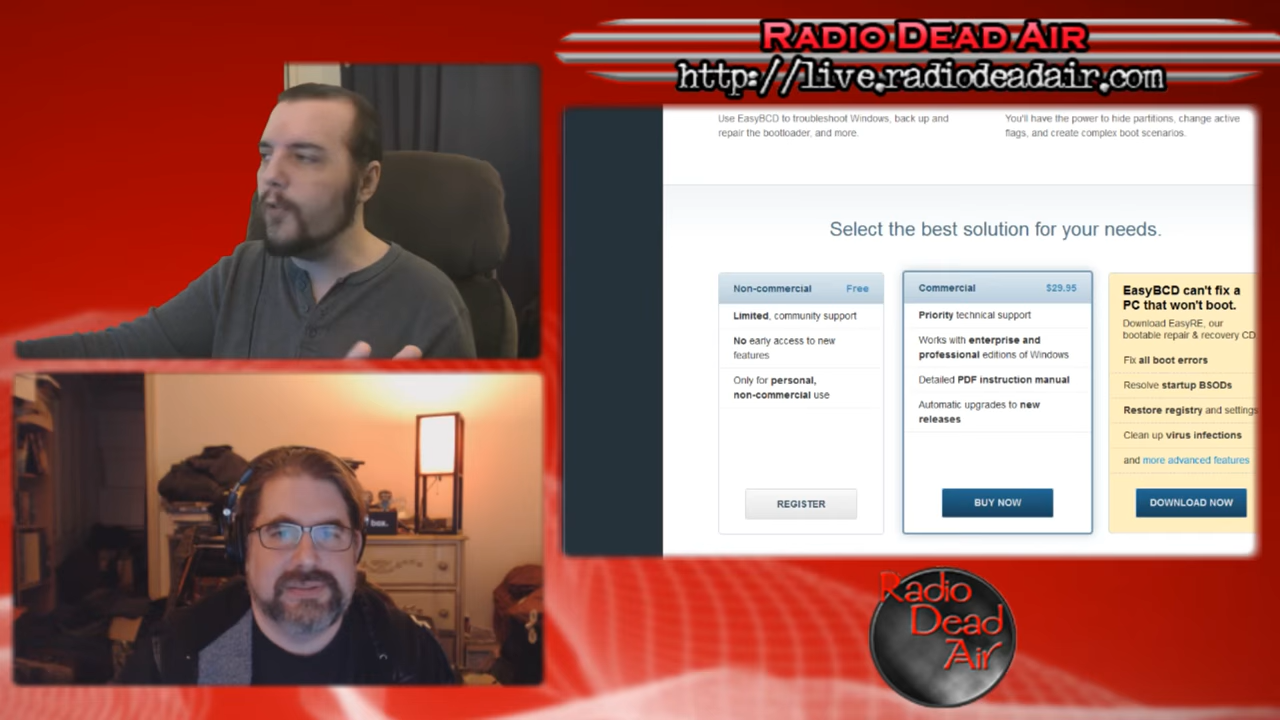 Radio Dead Air
http://live.radiodeadair.com
Use EasyBCD to troubleshoot Windows, back up and
repair the bootloader, and more.
You'll have the power to hide partitions, change active
flags, and create complex boot scenarios.
Select the best solution for your needs.
Non-commercial Free
Limited, community support
No early access to new
features
Only for personal,
non-commercial use
REGISTER
Commercial $29.95
Priority technical support
Works with enterprise and
professional editions of Windows
Detailed PDF instruction manual
Automatic upgrades to new
releases
BUY NOW
EasyBCD can't fix a
PC that won't boot.
Download EasyRE, our
bootable repair & recovery CD
Fix all boot errors
Resolve startup BSODs
Restore registry and settings
Clean up virus infections
and more advanced features
DOWNLOAD NOW
box.
Radio
Dead
Air